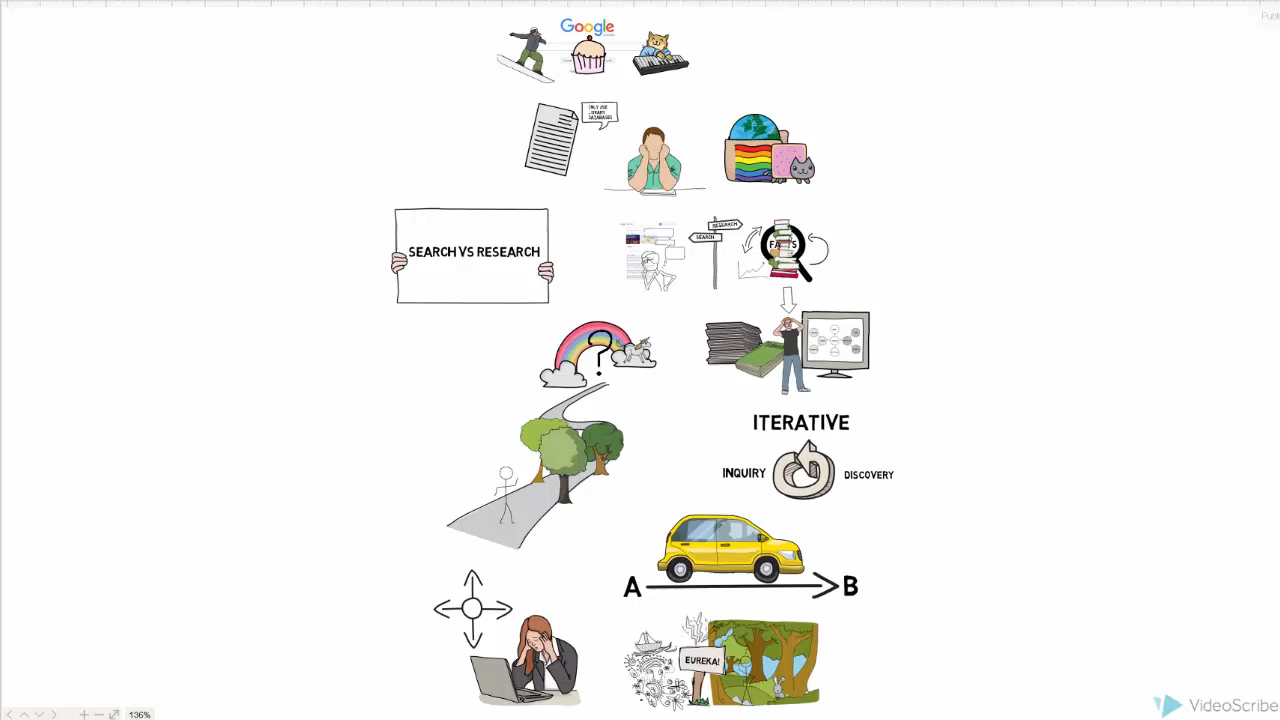 Google
ONLY USE
LIBRARY
DATABASES
SEARCH VS RESEARCH
RESEARCH
SEARCH
ITERATIVE
INQUIRY
DISCOVERY
A
B
EUREKA!
136%
VideoScribe